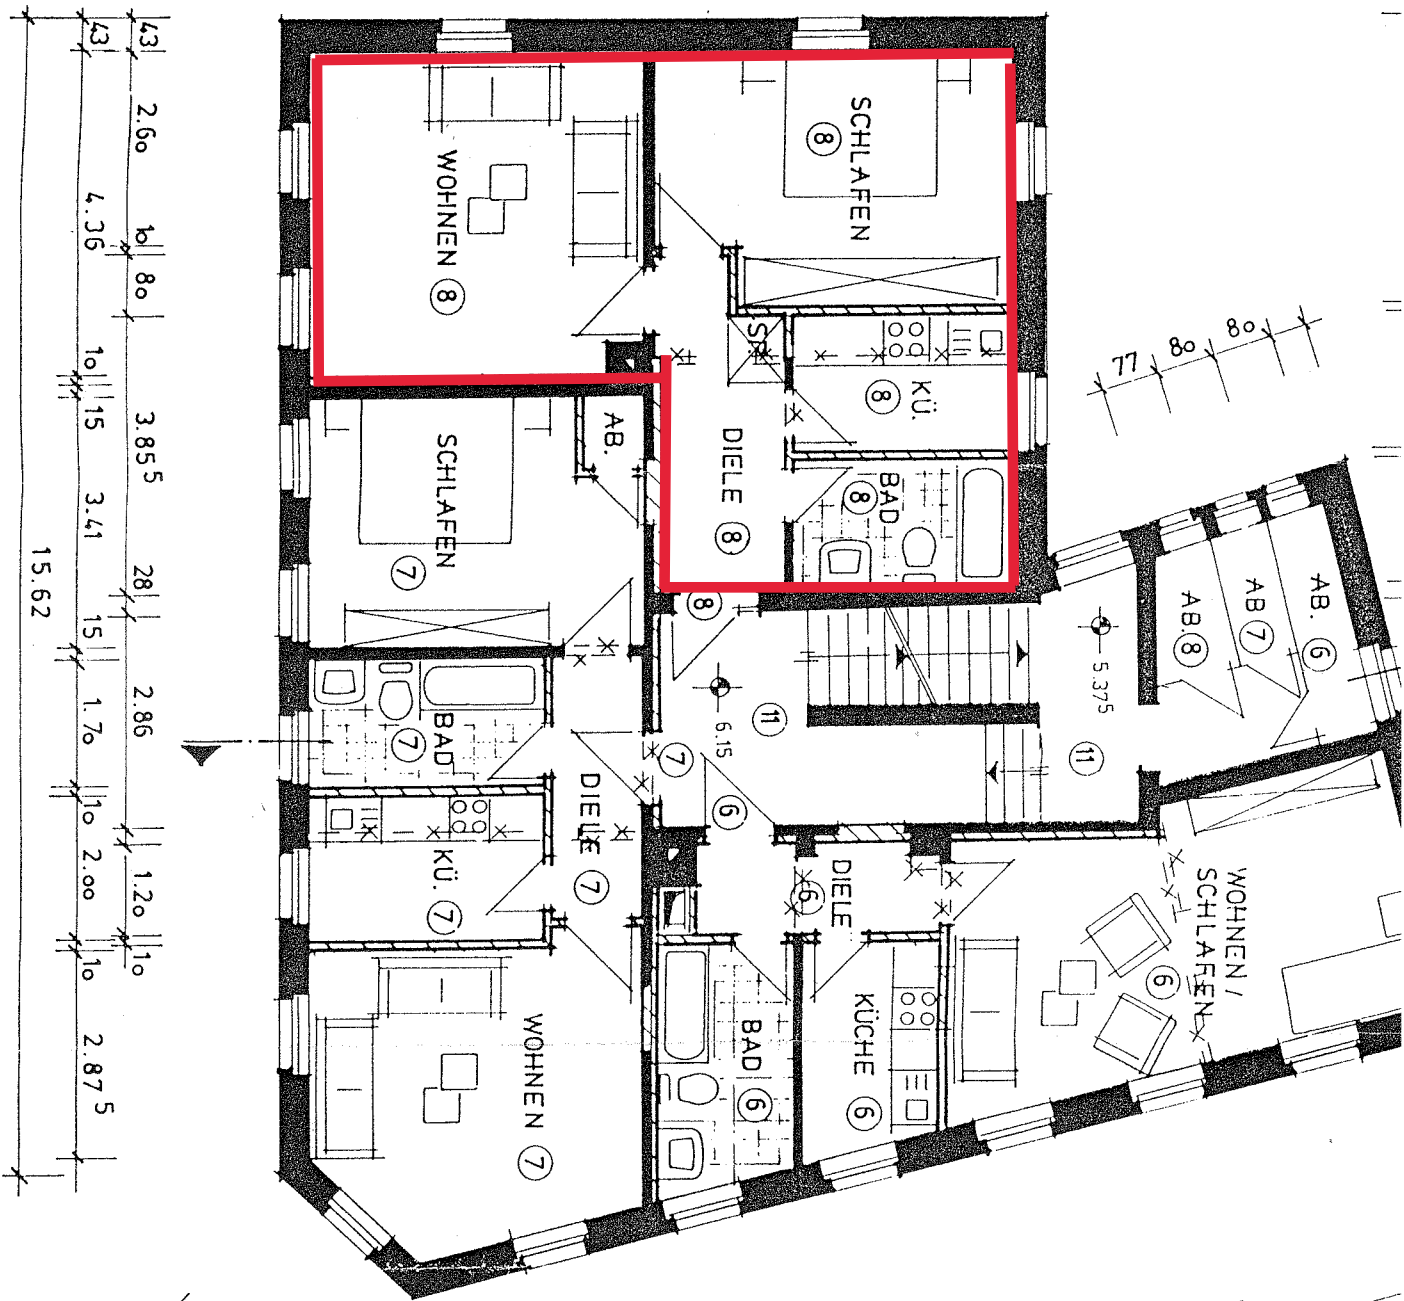 43
2.60
10
80
3.85⁵
28
2.86
1.20
10
43
4.36
10
15
3.41
15
1.70
10
2.00
10
2.87⁵
15.62
77
80
80
SCHLAFEN
8
WOHNEN 8
SP.
KÜ.
8
DIELE 8
BAD
8
8
AB.
SCHLAFEN
7
BAD
7
KÜ.
7
DIELE
7
7
WOHNEN
7
6.15
11
5.375
11
AB. 6
AB 7
AB. 8
6
DIELE
6
BAD
6
KÜCHE
6
WOHNEN /
SCHLAFEN
6